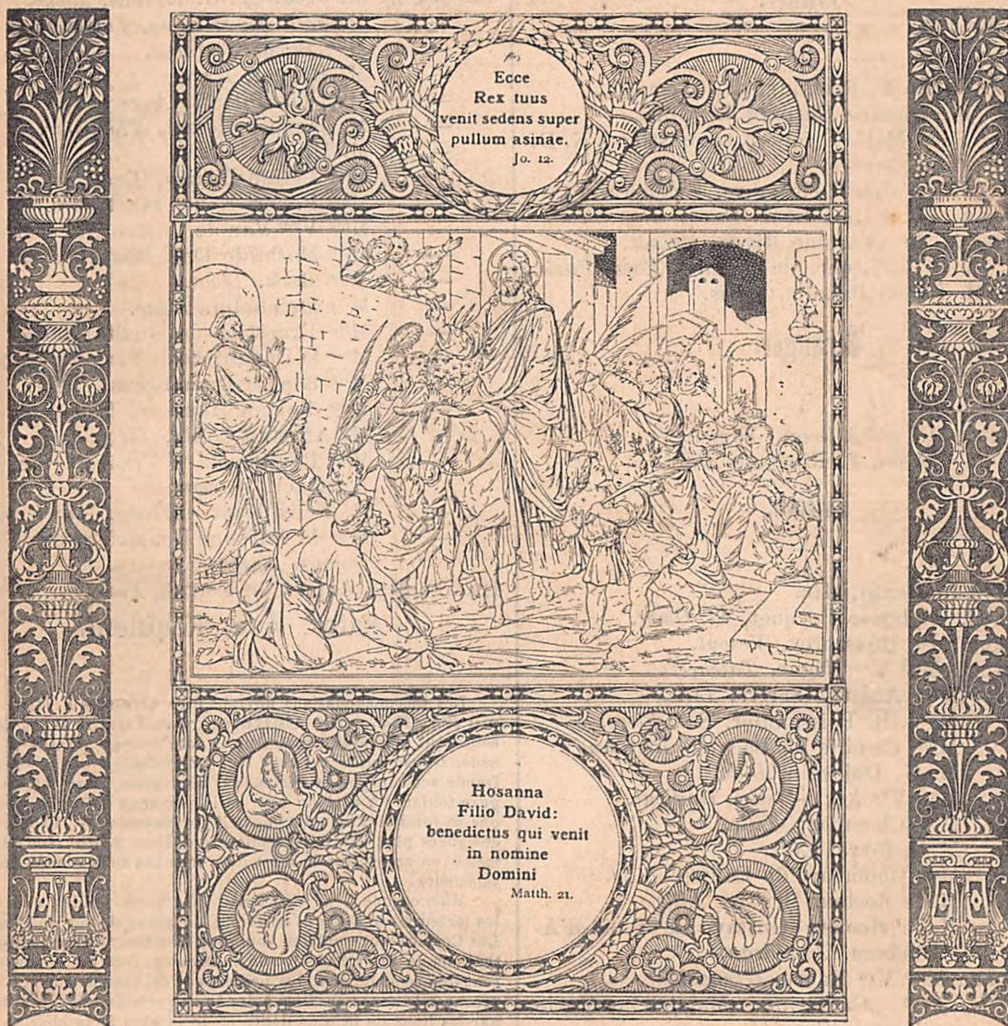 Ecce
Rex tuus
venit sedens super
pullum asinae.
Jo. 12.
Hosanna
Filio David:
benedictus qui venit
in nomine
Domini
Matth. 21.